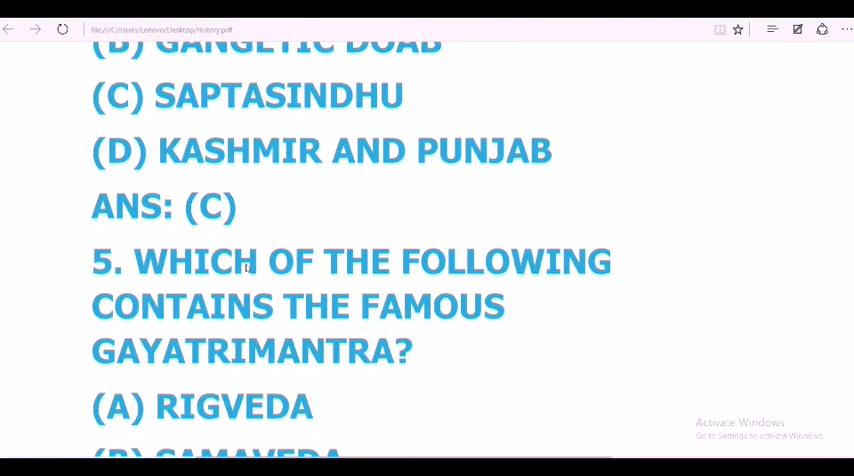 file:///C:/Users/Lenovo/Desktop/History.pdf
(B) GANGETIC DOAB
(C) SAPTASINDHU
(D) KASHMIR AND PUNJAB
ANS: (C)
5. WHICH OF THE FOLLOWING
CONTAINS THE FAMOUS
GAYATRIMANTRA?
(A) RIGVEDA
(B) SAMAVEDA
Activate Windows
Go to Settings to activate Windows.